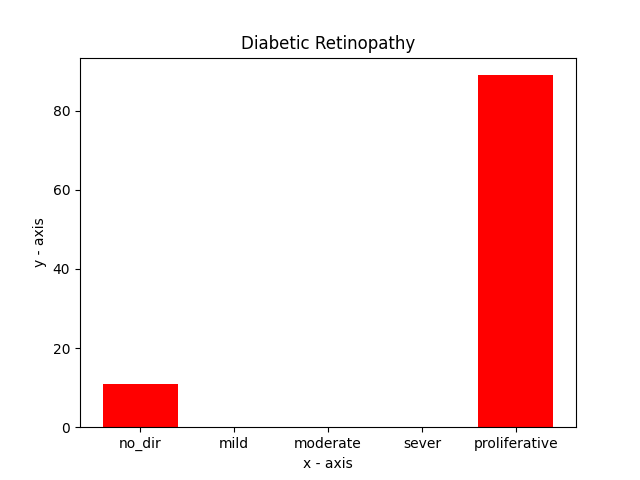 Diabetic Retinopathy
y - axis
80
60
40
20
0
no_dir mild moderate sever proliferative
x - axis